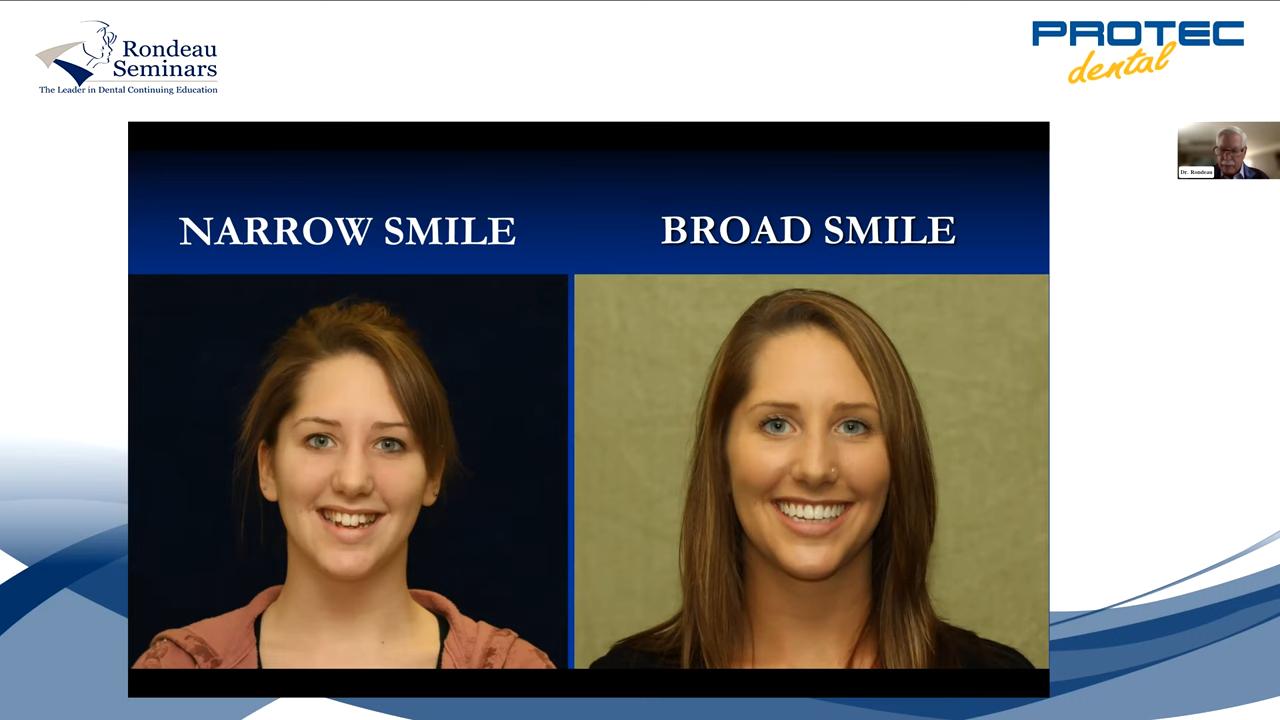 Rondeau
Seminars
The Leader in Dental Continuing Education
PROTEC
dental
Dr. Rondeau
NARROW SMILE
BROAD SMILE